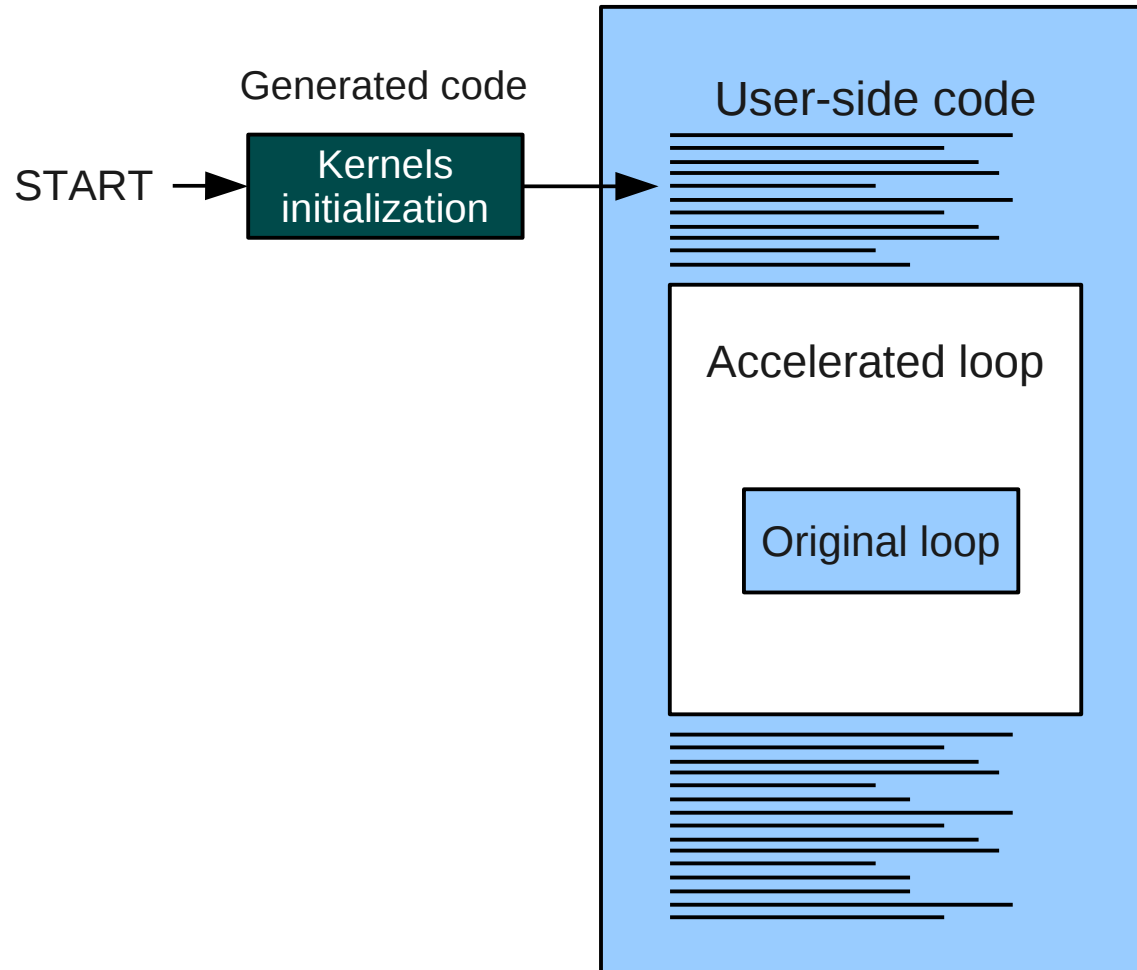 Generated code
User-side code
START
Kernels
initialization
Accelerated loop
Original loop